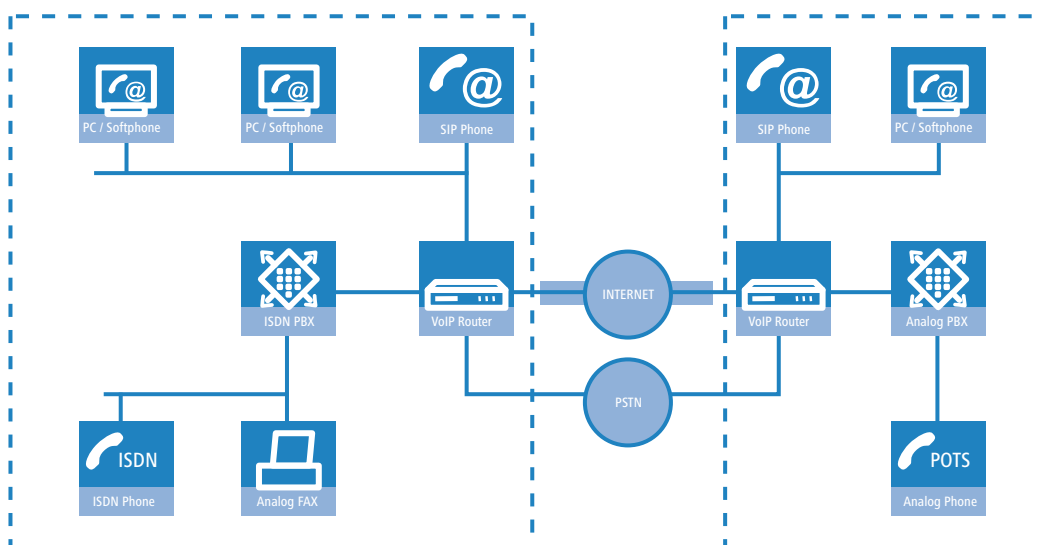 @
@
@
@
@
PC / Softphone
PC / Softphone
SIP Phone
SIP Phone
PC / Softphone
INTERNET
ISDN PBX
VoIP Router
VoIP Router
Analog PBX
PSTN
ISDN
POTS
ISDN Phone
Analog FAX
Analog Phone